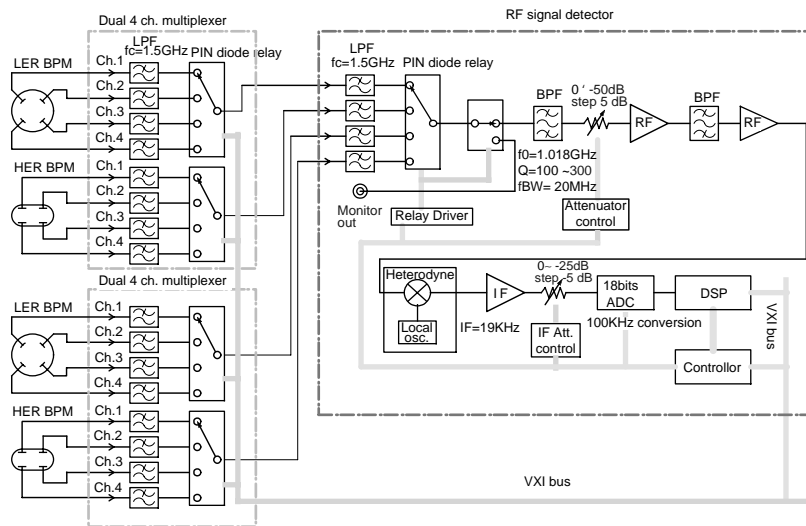 Dual 4 ch. multiplexer
LPF
fc=1.5GHz
PIN diode relay
LER BPM
Ch.1
Ch.2
Ch.3
Ch.4
HER BPM
Ch.1
Ch.2
Ch.3
Ch.4
Dual 4 ch. multiplexer
LER BPM
Ch.1
Ch.2
Ch.3
Ch.4
HER BPM
Ch.1
Ch.2
Ch.3
Ch.4
RF signal detector
LPF
fc=1.5GHz
PIN diode relay
BPF
0 ' -50dB
step 5 dB
RF
BPF
RF
f0=1.018GHz
Q=100 ~300
fBW= 20MHz
Monitor
out
Relay Driver
Attenuator
control
Heterodyne
Local
osc.
IF
IF=19KHz
0~ -25dB
step -5 dB
IF Att.
control
18bits
ADC
100KHz conversion
DSP
Controllor
VXI bus
VXI bus